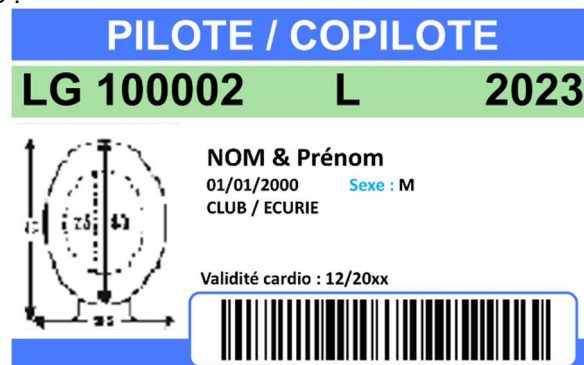 PILOTE / COPILOTE
LG 100002 L 2023
NOM & Prénom
01/01/2000 Sexe : M
CLUB / ECURIE
Validité cardio : 12/20xx